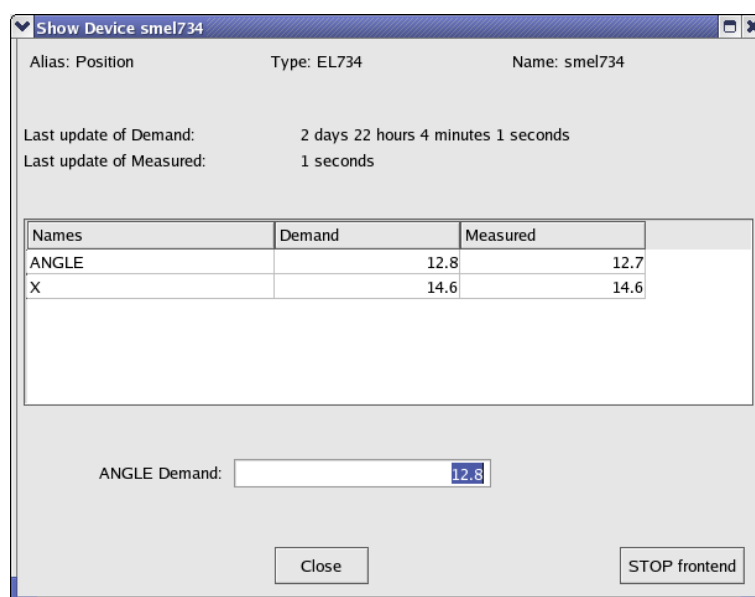 Show Device smel734
Alias: Position Type: EL734 Name: smel734
Last update of Demand: 2 days 22 hours 4 minutes 1 seconds
Last update of Measured: 1 seconds
Names Demand Measured
ANGLE 12.8 12.7
X 14.6 14.6
ANGLE Demand: 12.8
Close STOP frontend